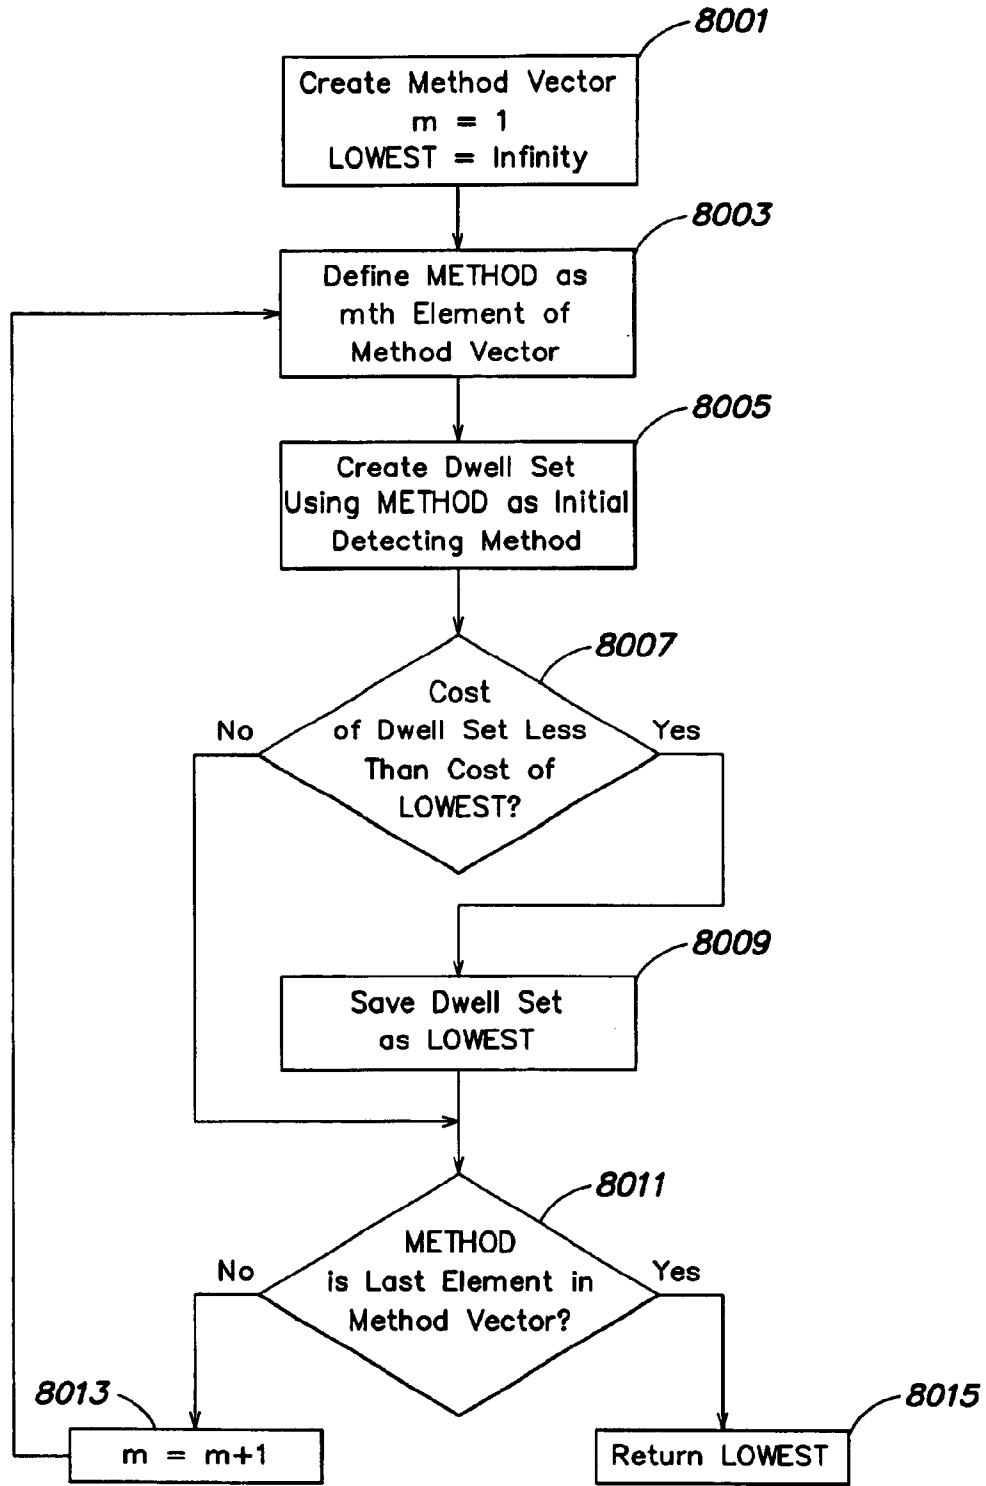 8001
Create Method Vector
m = 1
LOWEST = Infinity
8003
Define METHOD as
mth Element of
Method Vector
8005
Create Dwell Set
Using METHOD as Initial
Detecting Method
8007
Cost
of Dwell Set Less
Than Cost of
LOWEST?
No
Yes
8009
Save Dwell Set
as LOWEST
8011
METHOD
is Last Element in
Method Vector?
No
Yes
8013
m = m+1
8015
Return LOWEST